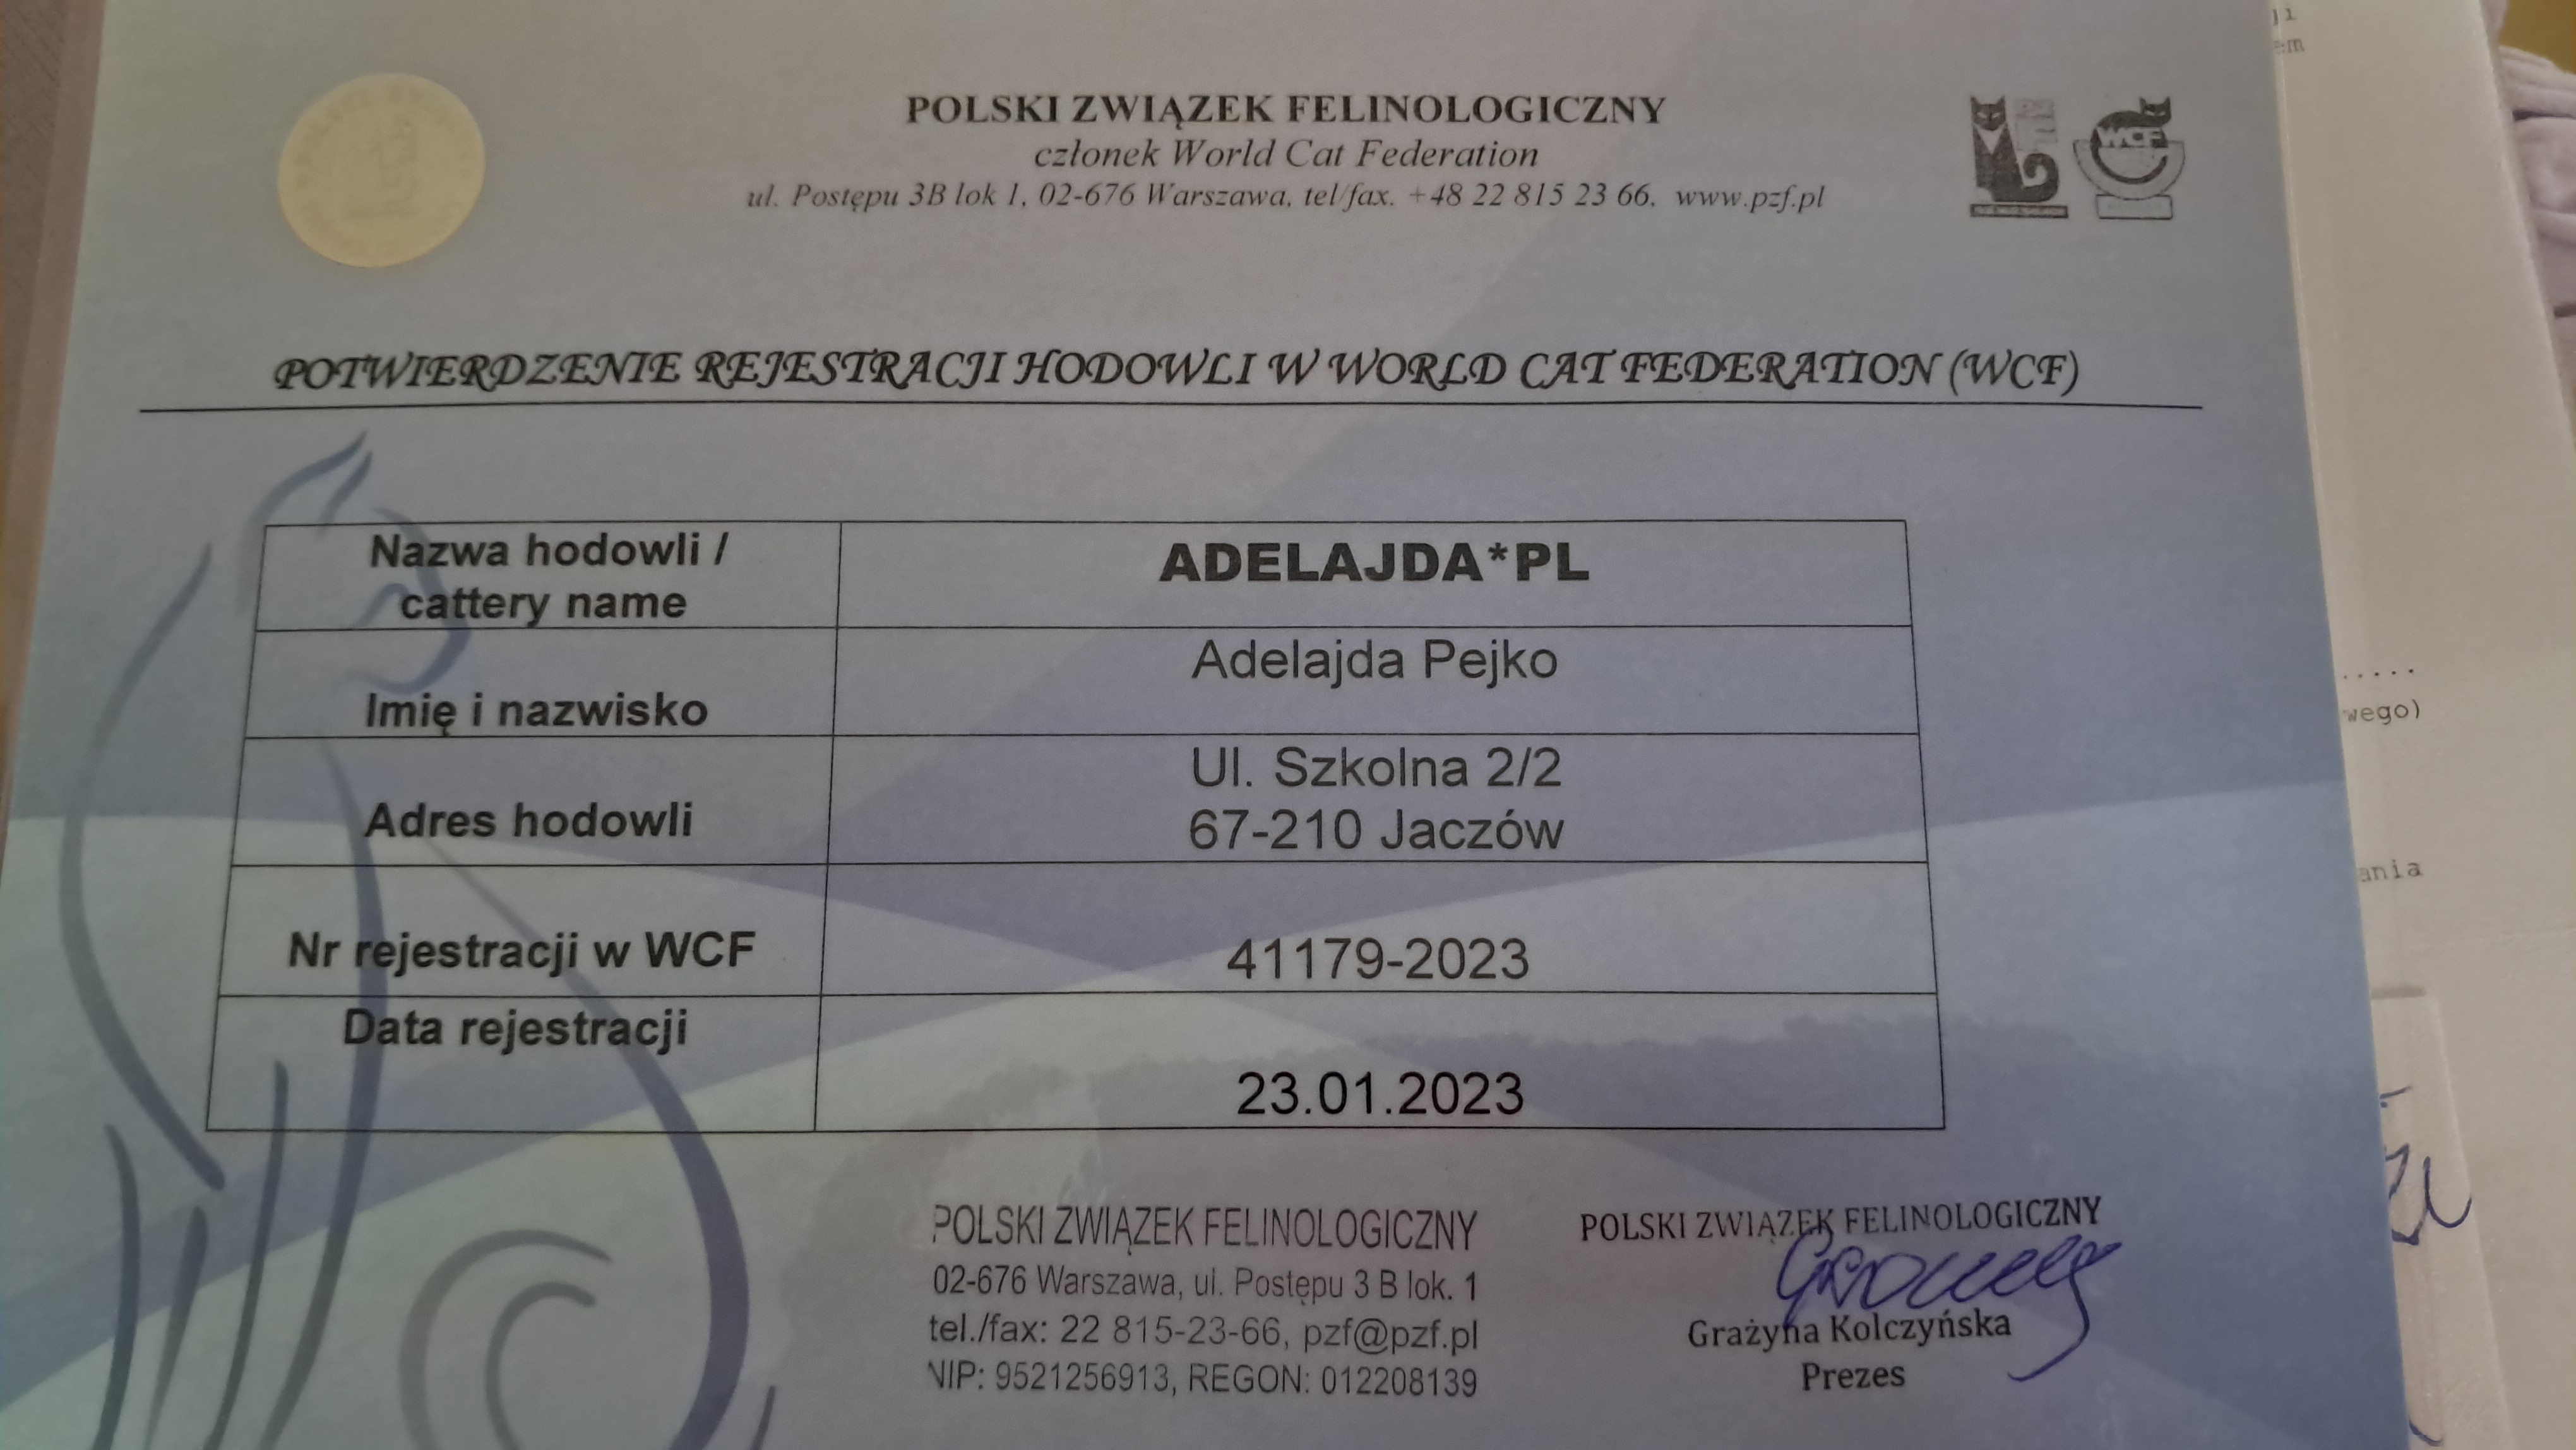 POLSKI ZWIĄZEK FELINOLOGICZNY
członek World Cat Federation
ul. Postępu 3B lok 1, 02-676 Warszawa, tel/fax. +48 22 815 23 66, www.pzf.pl
WCF
POTWIERDZENIE REJESTRACJI HODOWLI W WORLD CAT FEDERATION (WCF)
Nazwa hodowli /
cattery name
ADELAJDA*PL
Imię i nazwisko
Adelajda Pejko
Adres hodowli
Ul. Szkolna 2/2
67-210 Jaczów
Nr rejestracji w WCF
41179-2023
Data rejestracji
23.01.2023
POLSKI ZWIĄZEK FELINOLOGICZNY
02-676 Warszawa, ul. Postępu 3 B lok. 1
tel./fax: 22 815-23-66, pzf@pzf.pl
NIP: 9521256913, REGON: 012208139
POLSKI ZWIĄZEK FELINOLOGICZNY
Grażyna Kolczyńska
Prezes
wego)
ania